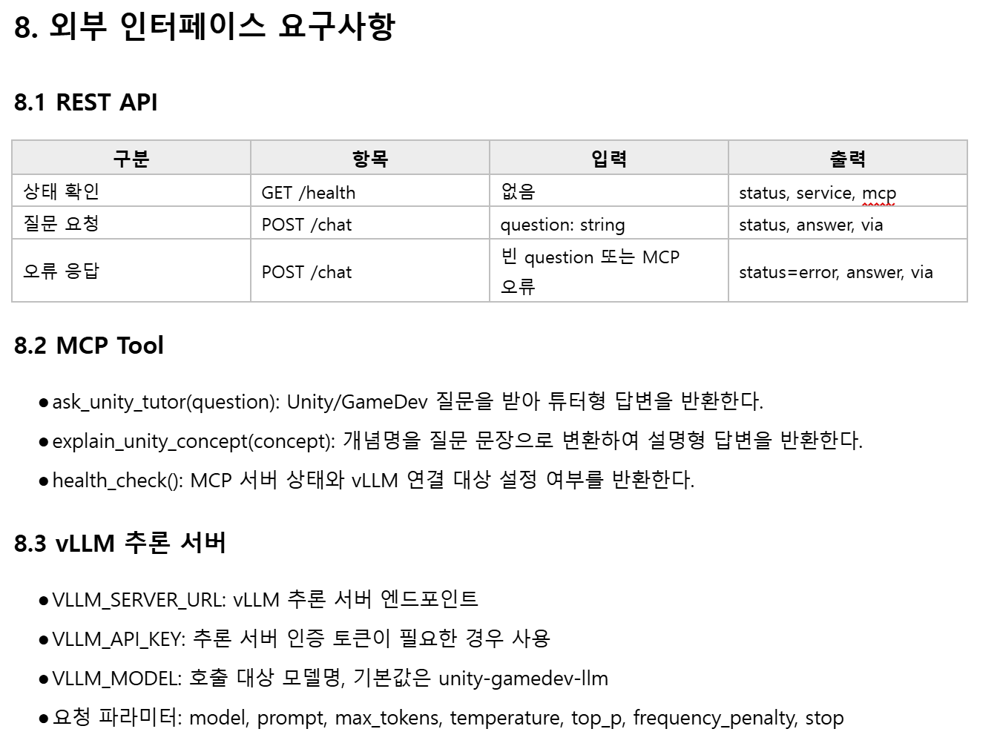 8. 외부 인터페이스 요구사항
8.1 REST API
구분 항목 입력 출력
상태 확인 GET /health 없음 status, service, mcp
질문 요청 POST /chat question: string status, answer, via
오류 응답 POST /chat 빈 question 또는 MCP
오류 status=error, answer, via
8.2 MCP Tool
●ask_unity_tutor(question): Unity/GameDev 질문을 받아 튜터형 답변을 반환한다.
●explain_unity_concept(concept): 개념명을 질문 문장으로 변환하여 설명형 답변을 반환한다.
●health_check(): MCP 서버 상태와 vLLM 연결 대상 설정 여부를 반환한다.
8.3 vLLM 추론 서버
●VLLM_SERVER_URL: vLLM 추론 서버 엔드포인트
●VLLM_API_KEY: 추론 서버 인증 토큰이 필요한 경우 사용
●VLLM_MODEL: 호출 대상 모델명, 기본값은 unity-gamedev-llm
●요청 파라미터: model, prompt, max_tokens, temperature, top_p, frequency_penalty, stop